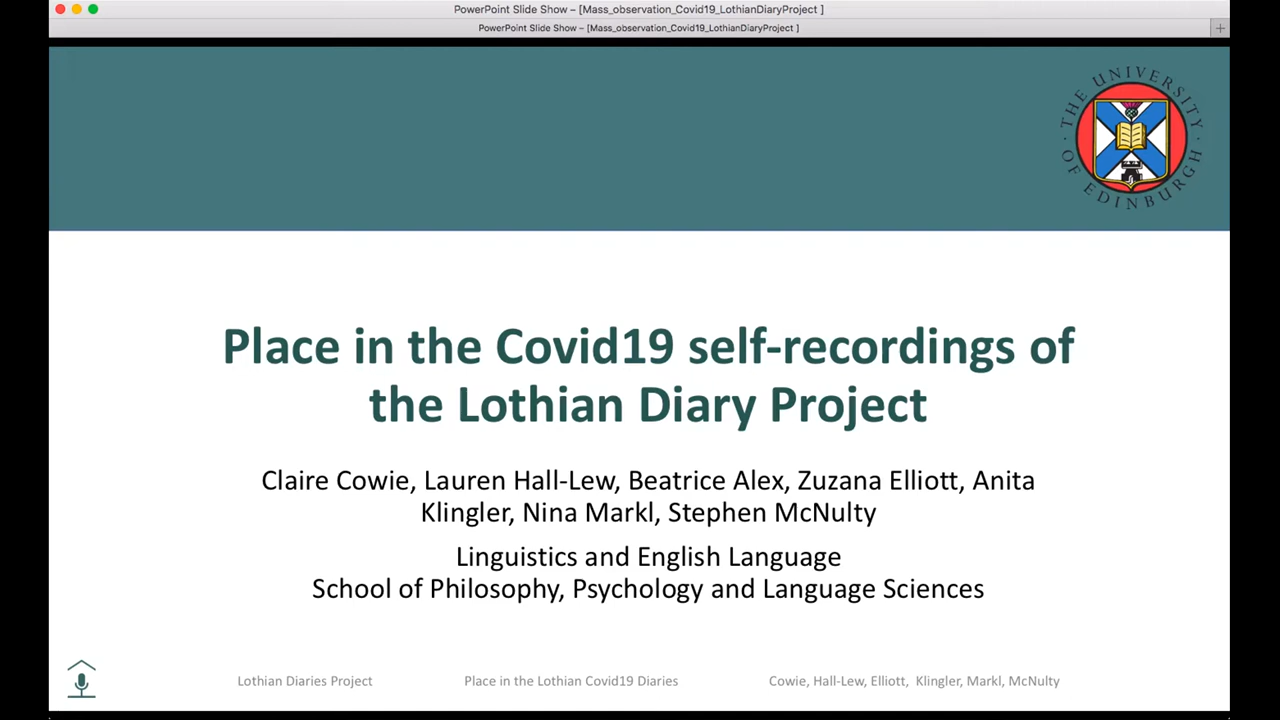 PowerPoint Slide Show – [Mass_observation_Covid19_LothianDiaryProject ]
PowerPoint Slide Show – [Mass_observation_Covid19_LothianDiaryProject ]
THE UNIVERSITY OF EDINBURGH
Place in the Covid19 self-recordings of
the Lothian Diary Project
Claire Cowie, Lauren Hall-Lew, Beatrice Alex, Zuzana Elliott, Anita
Klingler, Nina Markl, Stephen McNulty
Linguistics and English Language
School of Philosophy, Psychology and Language Sciences
Lothian Diaries Project
Place in the Lothian Covid19 Diaries
Cowie, Hall-Lew, Elliott, Klingler, Markl, McNulty